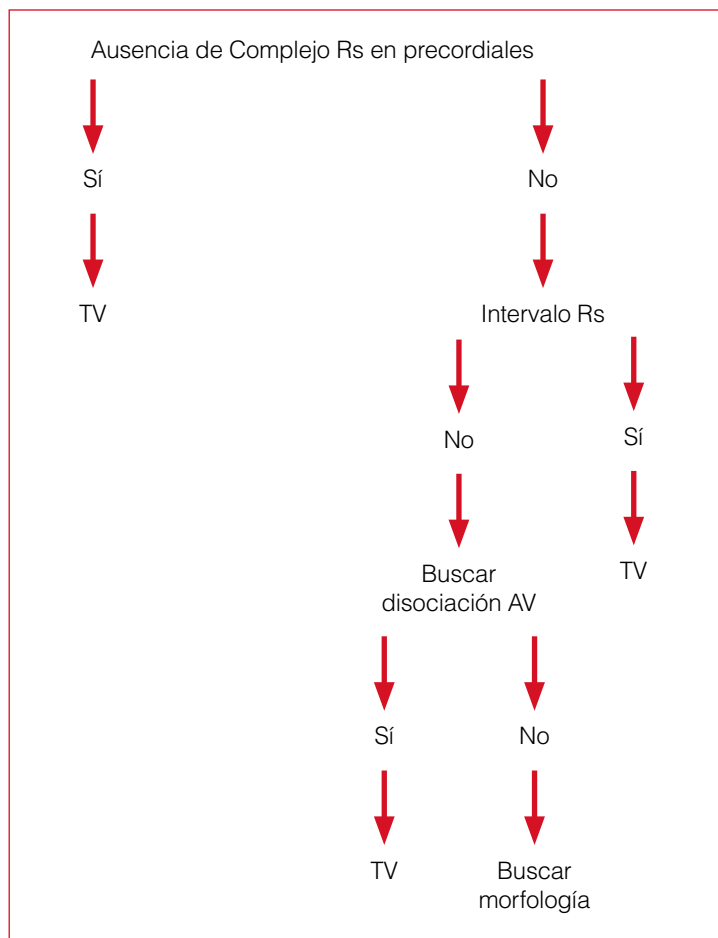 Ausencia de Complejo Rs en precordiales
Sí
No
TV
Intervalo Rs
No
Sí
Buscar
disociación AV
TV
Sí
No
TV
Buscar
morfología